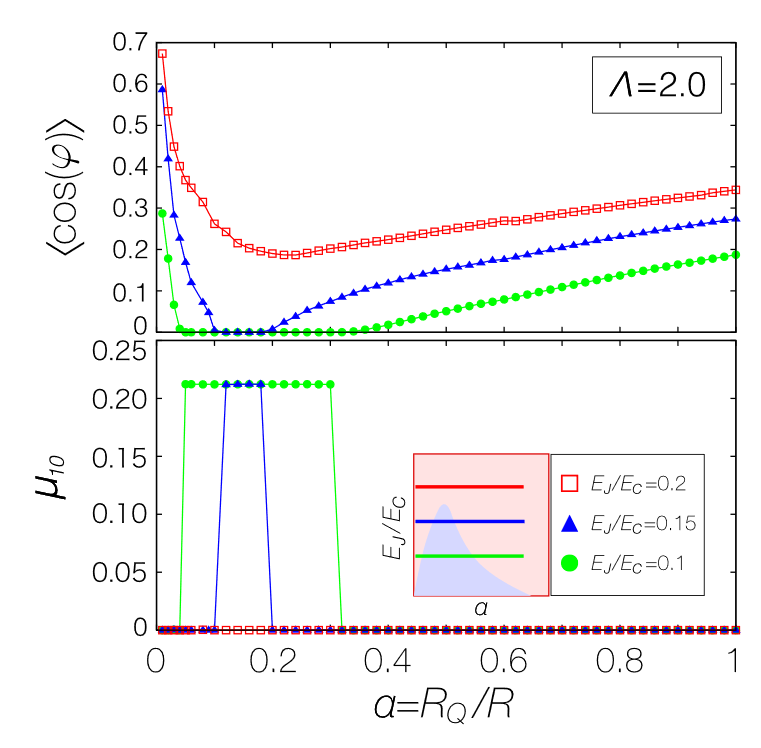 0.7
0.6
0.5
0.4
0.3
0.2
0.1
0
⟨cos(φ)⟩
Λ=2.0
0.25
0.20
0.15
0.10
0.05
0
μ10
E_J/E_C
a
E_J/E_C=0.2
E_J/E_C=0.15
E_J/E_C=0.1
0 0.2 0.4 0.6 0.8 1
a=R_Q/R